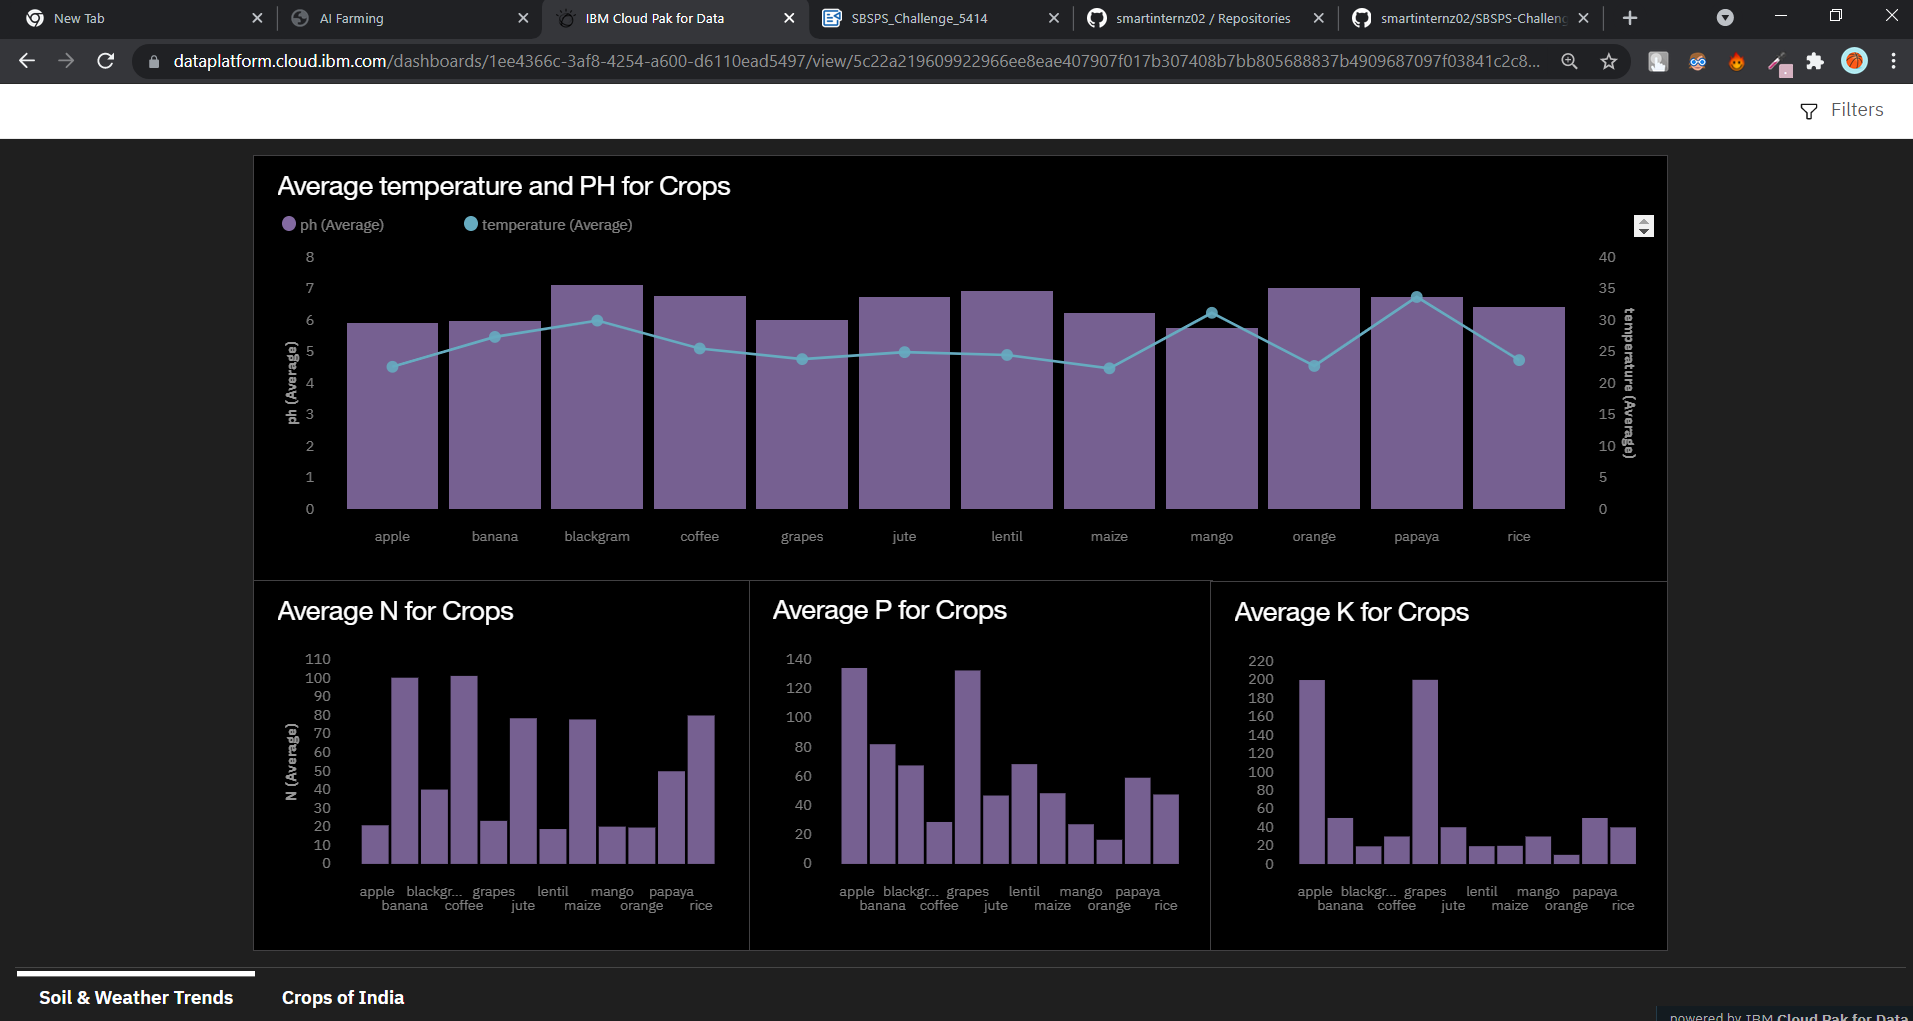 New Tab
AI Farming
IBM Cloud Pak for Data
SBSPS_Challenge_5414
smartinternz02 / Repositories
smartinternz02/SBSPS-Challeng
dataplatform.cloud.ibm.com/dashboards/1ee4366c-3af8-4254-a600-d6110ead5497/view/5c22a219609922966ee8eae407907f017b307408b7bb805688837b4909687097f03841c2c8...
Filters
Average temperature and PH for Crops
ph (Average) temperature (Average)
8
7
6
5
4
3
2
1
0
ph (Average)
40
35
30
25
20
15
10
5
0
temperature (Average)
apple banana blackgram coffee grapes jute lentil maize mango orange papaya rice
Average N for Crops
110
100
90
80
70
60
50
40
30
20
10
0
N (Average)
apple blackgr... grapes lentil mango papaya
banana coffee jute maize orange rice
Average P for Crops
140
120
100
80
60
40
20
0
apple blackgr... grapes lentil mango papaya
banana coffee jute maize orange rice
Average K for Crops
220
200
180
160
140
120
100
80
60
40
20
0
apple blackgr... grapes lentil mango papaya
banana coffee jute maize orange rice
Soil & Weather Trends
Crops of India
powered by IBM Cloud Pak for Data